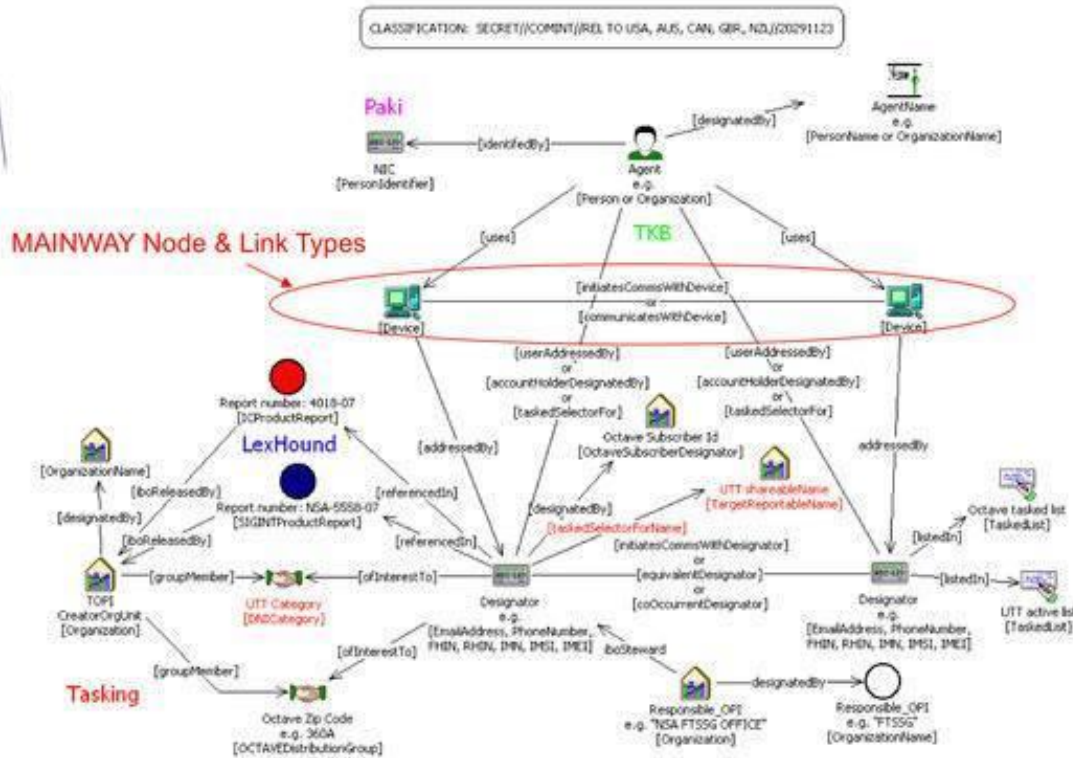 CLASSIFICATION: SECRET//COMINT//REL TO USA, AUS, CAN, GBR, NZL//20291123
Paki
[designatedBy]
AgentName
e.g.
[PersonName or OrganizationName]
[identifedBy]
NIC
[PersonIdentifier]
Agent
e.g.
[Person or Organization]
TKB
MAINWAY Node & Link Types
[uses]
[uses]
[initiatesCommsWithDevice]
or
[communicatesWithDevice]
[Device]
[Device]
[userAddressedBy]
or
[accountHolderDesignatedBy]
or
[taskedSelectorFor]
[userAddressedBy]
or
[accountHolderDesignatedBy]
or
[taskedSelectorFor]
Report number: 4018-07
[ICProductReport]
LexHound
[addressedBy]
addressedBy
Octave Subscriber Id
[OctaveSubscriberDesignator]
[OrganizationName]
[iboReleasedBy]
[referencedIn]
UTT shareableName
[TargetReportableName]
Report number: NSA-5558-07
[SIGINTProductReport]
[designatedBy]
[designatedBy]
[taskedSelectorForName]
Octave tasked list
[TaskedList]
[iboReleasedBy]
[referencedIn]
[initiatesCommsWithDesignator]
or
[equivalentDesignator]
or
[coOccurrentDesignator]
[listedIn]
[listedIn]
[groupMember]
[ofInterestTo]
TOPI
CreatorOrgUnit
[Organization]
UTT Category
[DNICategory]
Designator
e.g.
[EmailAddress, PhoneNumber,
FHIN, RHIN, IMN, IMSI, IMEI]
Designator
e.g.
[EmailAddress, PhoneNumber,
FHIN, RHIN, IMN, IMSI, IMEI]
UTT active list
[TaskedList]
[groupMember]
[ofInterestTo]
iboSteward
Tasking
designatedBy
Octave Zip Code
e.g. 360A
[OCTAVEDistributionGroup]
Responsible_OPI
e.g. "NSA FTSSG OFFICE"
[Organization]
Responsible_OPI
e.g. "FTSSG"
[OrganizationName]